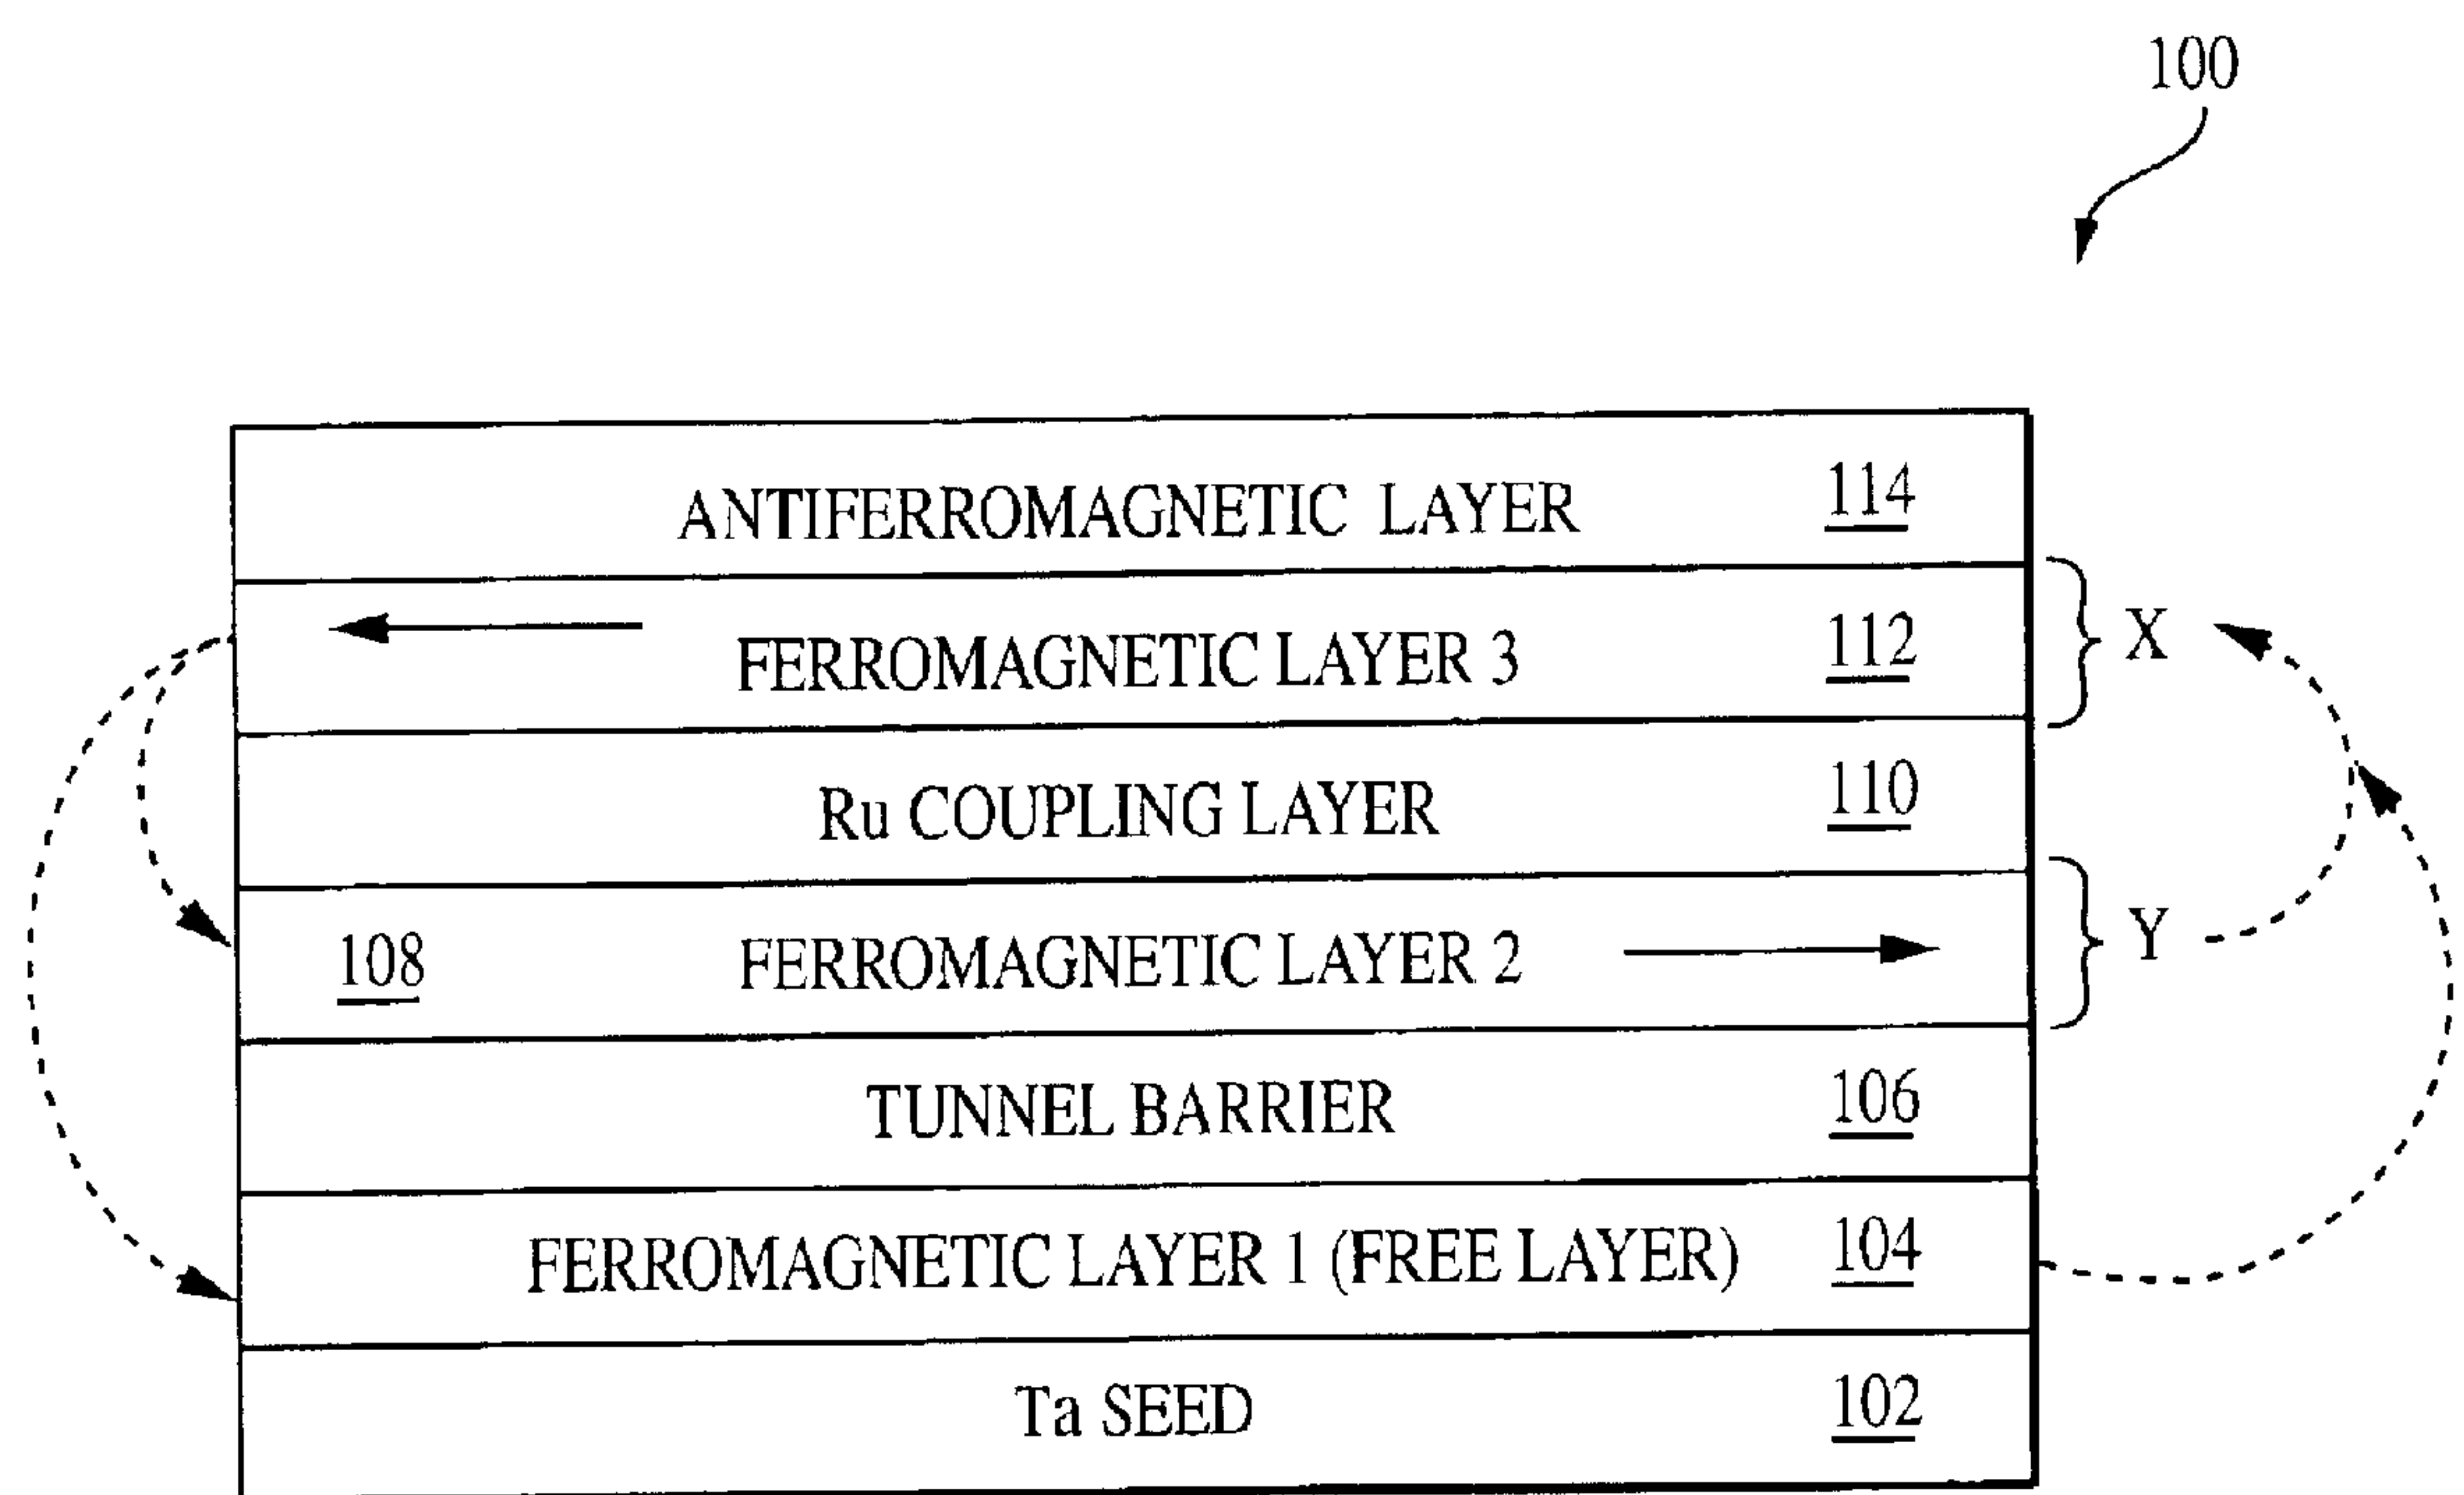 100
ANTIFERROMAGNETIC LAYER 114
FERROMAGNETIC LAYER 3 112 X
Ru COUPLING LAYER 110
108 FERROMAGNETIC LAYER 2 Y
TUNNEL BARRIER 106
FERROMAGNETIC LAYER 1 (FREE LAYER) 104
Ta SEED 102